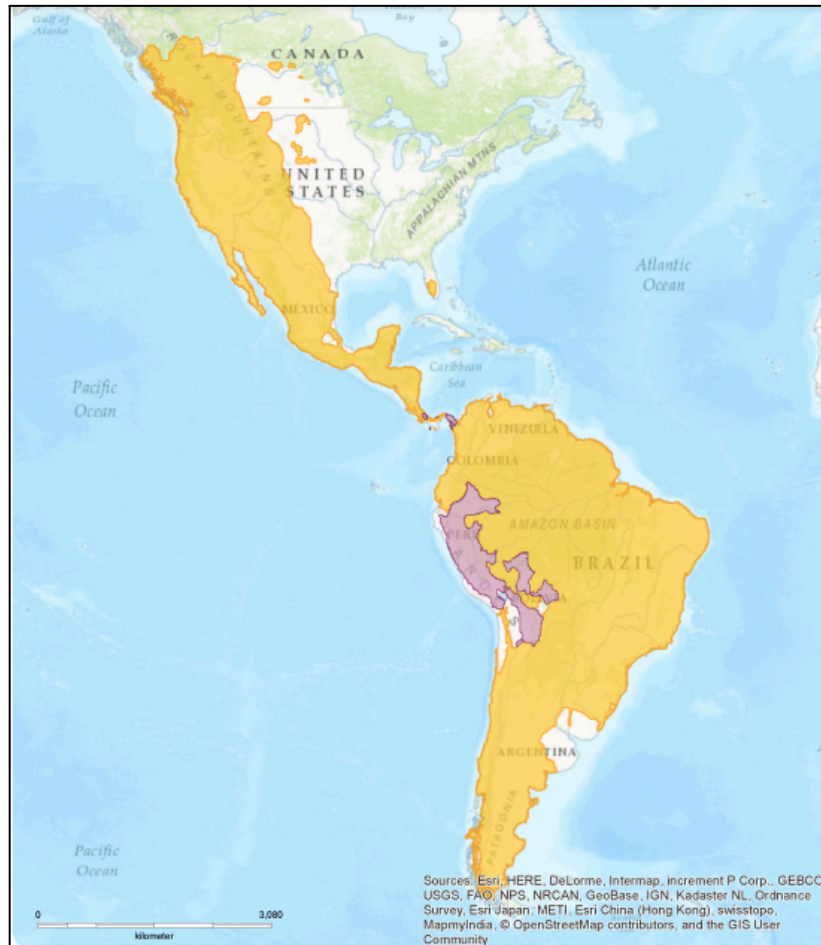 Gulf of
Alaska
Bay
CANADA
ROCKY MOUNTAINS
UNITED
STATES
APPALACHIAN MTNS
Atlantic
Ocean
MÉXICO
Caribbean
Sea
Pacific
Ocean
VENEZUELA
COLOMBIA
AMAZON BASIN
BRAZIL
ARGENTINA
PATAGONIA
Pacific
Ocean
Sources: Esri, HERE, DeLorme, Intermap, increment P Corp., GEBCO,
USGS, FAO, NPS, NRCAN, GeoBase, IGN, Kadaster NL, Ordnance
Survey, Esri Japan, METI, Esri China (Hong Kong), swisstopo,
MapmyIndia, © OpenStreetMap contributors, and the GIS User
Community
0 3,080
kilometer